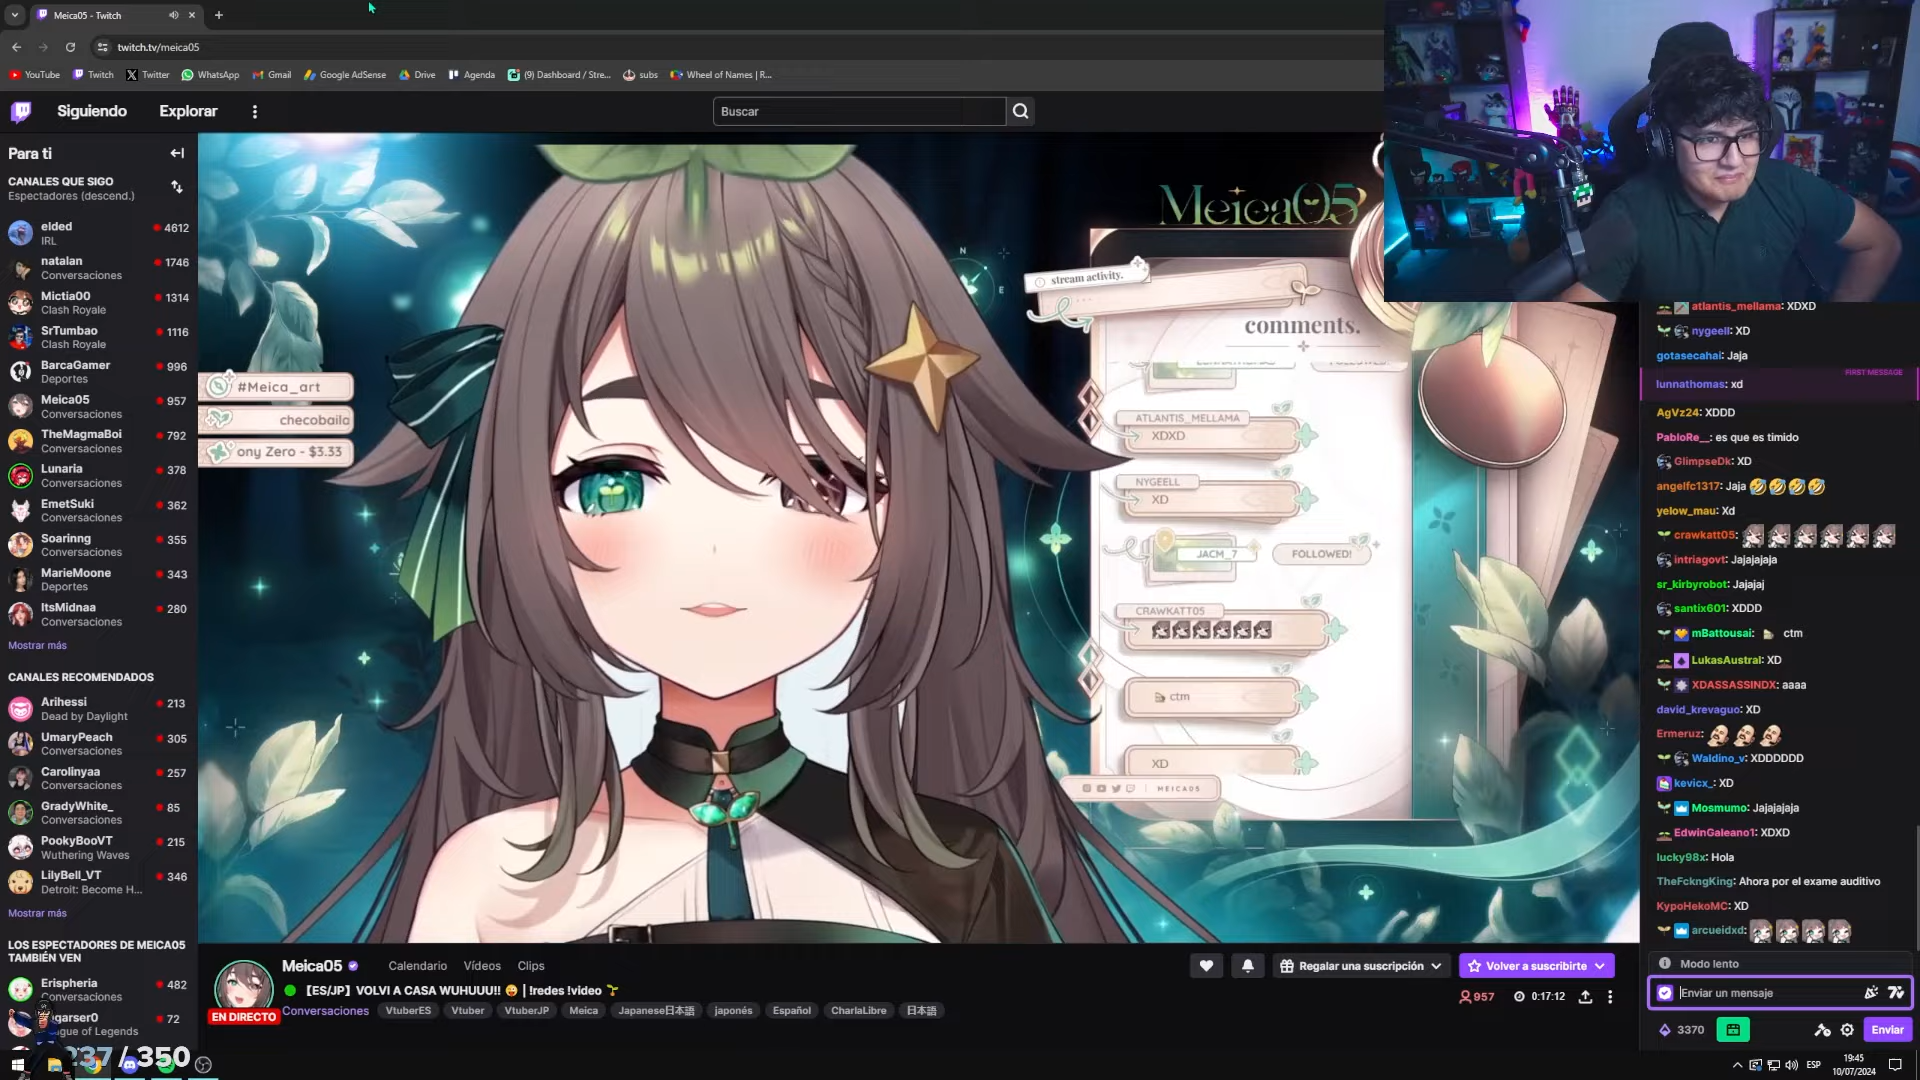 Meica05 - Twitch
twitch.tv/meica05
YouTube
Twitch
Twitter
WhatsApp
Gmail
Google AdSense
Drive
Agenda
(9) Dashboard / Stre...
subs
Wheel of Names | R...
Siguiendo
Explorar
Buscar
Para ti
CANALES QUE SIGO
Espectadores (descend.)
elded
4612
IRL
natalan
1746
Conversaciones
Mictia00
1314
Clash Royale
SrTumbao
1116
Clash Royale
BarcaGamer
996
Deportes
Meica05
957
Conversaciones
TheMagmaBoi
792
Conversaciones
Lunaria
378
Conversaciones
EmetSuki
362
Conversaciones
Soarinng
355
Conversaciones
MarieMoone
343
Deportes
ItsMidnaa
280
Conversaciones
Mostrar más
CANALES RECOMENDADOS
Arihessi
213
Dead by Daylight
UmaryPeach
305
Conversaciones
Carolinyaa
257
Conversaciones
GradyWhite_
85
Conversaciones
PookyBooVT
215
Wuthering Waves
LilyBell_VT
346
Detroit: Become H...
Mostrar más
LOS ESPECTADORES DE MEICA05
TAMBIÉN VEN
Erispheria
482
Conversaciones
garser0
72
gue of Legends
237 / 350
#Meica_art
checobaila
ony Zero - $3.33
N
E
Meica05
stream activity.
comments.
ATLANTIS_MELLAMA
XDXD
NYGEELL
XD
JACM_7
FOLLOWED!
CRAWKATT05
ctm
XD
MEICA05
Meica05
Calendario
Vídeos
Clips
Regalar una suscripción
Volver a suscribirte
【ES/JP】VOLVI A CASA WUHUUU!! 😜 | !redes !video 🌱
957
0:17:12
EN DIRECTO
Conversaciones
VtuberES
Vtuber
VtuberJP
Meica
Japanese日本語
japonés
Español
CharlaLibre
日本語
atlantis_mellama: XDXD
nygeell: XD
gotasecahai: Jaja
FIRST MESSAGE
lunnathomas: xd
AgVz24: XDDD
PabloRe__: es que es timido
GlimpseDk: XD
angelfc1317: Jaja 🤣🤣🤣🤣
yelow_mau: Xd
crawkatt05:
intriagovt: Jajajajaja
sr_kirbyrobot: Jajajaj
santix601: XDDD
mBattousai: ctm
LukasAustral: XD
XDASSASSINDX: aaaa
david_krevaguo: XD
Ermeruz:
Waldino_v: XDDDDDD
kevicx_: XD
Mosmumo: Jajajajaja
EdwinGaleano1: XDXD
lucky98x: Hola
TheFckngKing: Ahora por el exame auditivo
KypoHekoMC: XD
arcueidxd:
Modo lento
Enviar un mensaje
3370
Enviar
ESP
19:45
10/07/2024